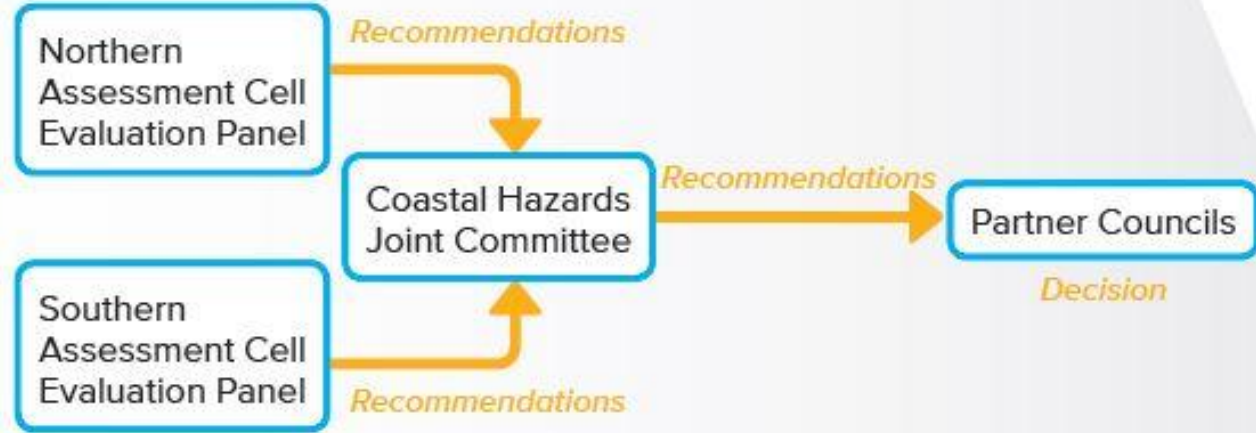 Northern
Assessment Cell
Evaluation Panel
Recommendations
Coastal Hazards
Joint Committee
Recommendations
Partner Councils
Decision
Southern
Assessment Cell
Evaluation Panel
Recommendations